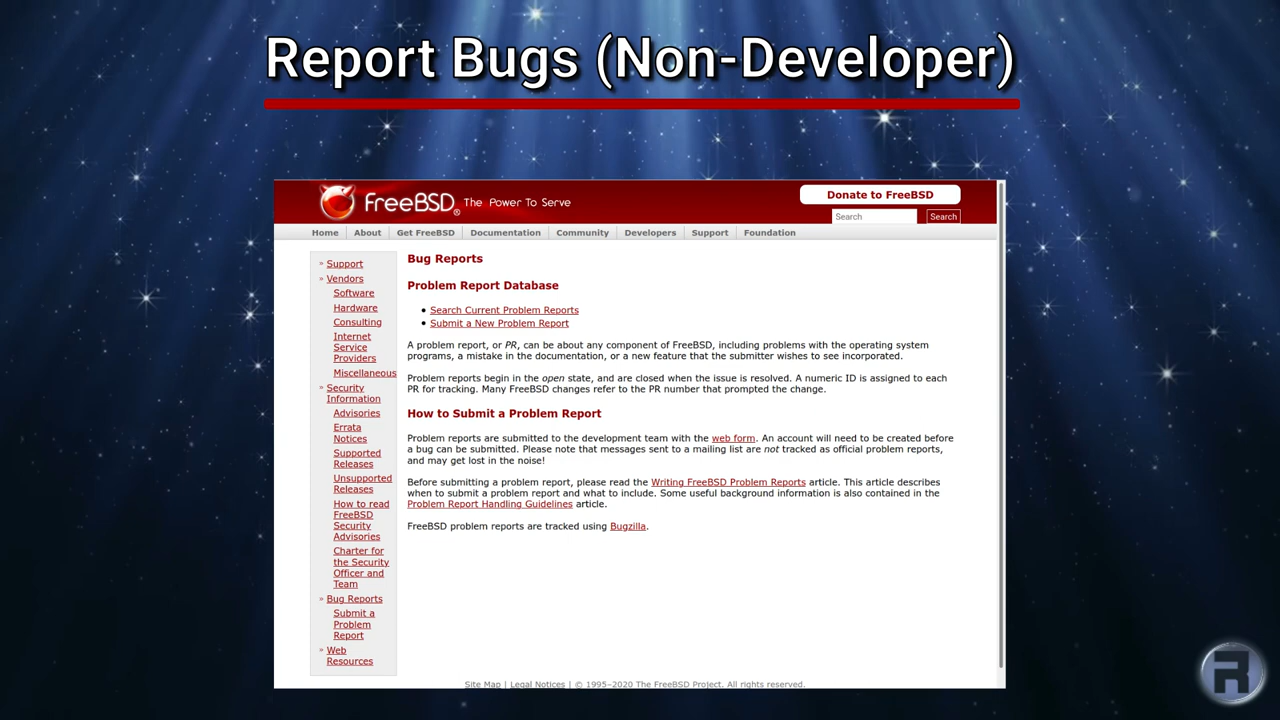 Report Bugs (Non-Developer)
FreeBSD® The Power To Serve
Donate to FreeBSD
Search Search
Home About Get FreeBSD Documentation Community Developers Support Foundation
» Support
» Vendors
Software
Hardware
Consulting
Internet
Service
Providers
Miscellaneous
» Security
Information
Advisories
Errata
Notices
Supported
Releases
Unsupported
Releases
How to read
FreeBSD
Security
Advisories
Charter for
the Security
Officer and
Team
» Bug Reports
Submit a
Problem
Report
» Web
Resources
Bug Reports
Problem Report Database
• Search Current Problem Reports
• Submit a New Problem Report
A problem report, or PR, can be about any component of FreeBSD, including problems with the operating system
programs, a mistake in the documentation, or a new feature that the submitter wishes to see incorporated.
Problem reports begin in the open state, and are closed when the issue is resolved. A numeric ID is assigned to each
PR for tracking. Many FreeBSD changes refer to the PR number that prompted the change.
How to Submit a Problem Report
Problem reports are submitted to the development team with the web form. An account will need to be created before
a bug can be submitted. Please note that messages sent to a mailing list are not tracked as official problem reports,
and may get lost in the noise!
Before submitting a problem report, please read the Writing FreeBSD Problem Reports article. This article describes
when to submit a problem report and what to include. Some useful background information is also contained in the
Problem Report Handling Guidelines article.
FreeBSD problem reports are tracked using Bugzilla.
Site Map | Legal Notices | © 1995–2020 The FreeBSD Project. All rights reserved.
R